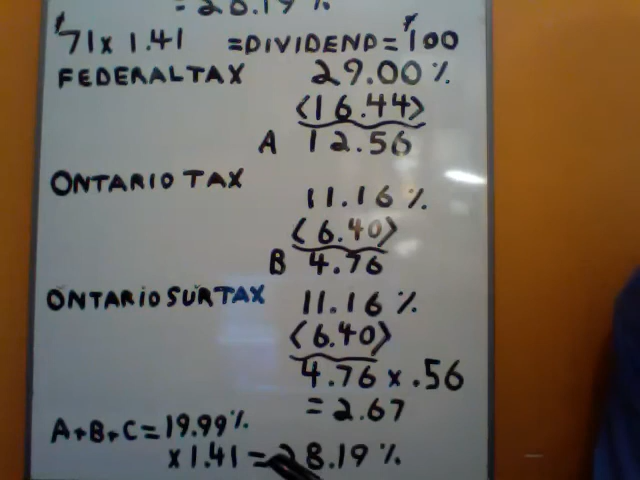 = 28.19 %
$71 x 1.41 =DIVIDEND= $100
FEDERAL TAX 29.00 %
<16.44>
A 12.56
ONTARIO TAX
11.16 %
<6.40>
B 4.76
ONTARIO SURTAX 11.16 %
<6.40>
4.76 x .56
= 2.67
A+B+C = 19.99%
x 1.41 = 28.19 %